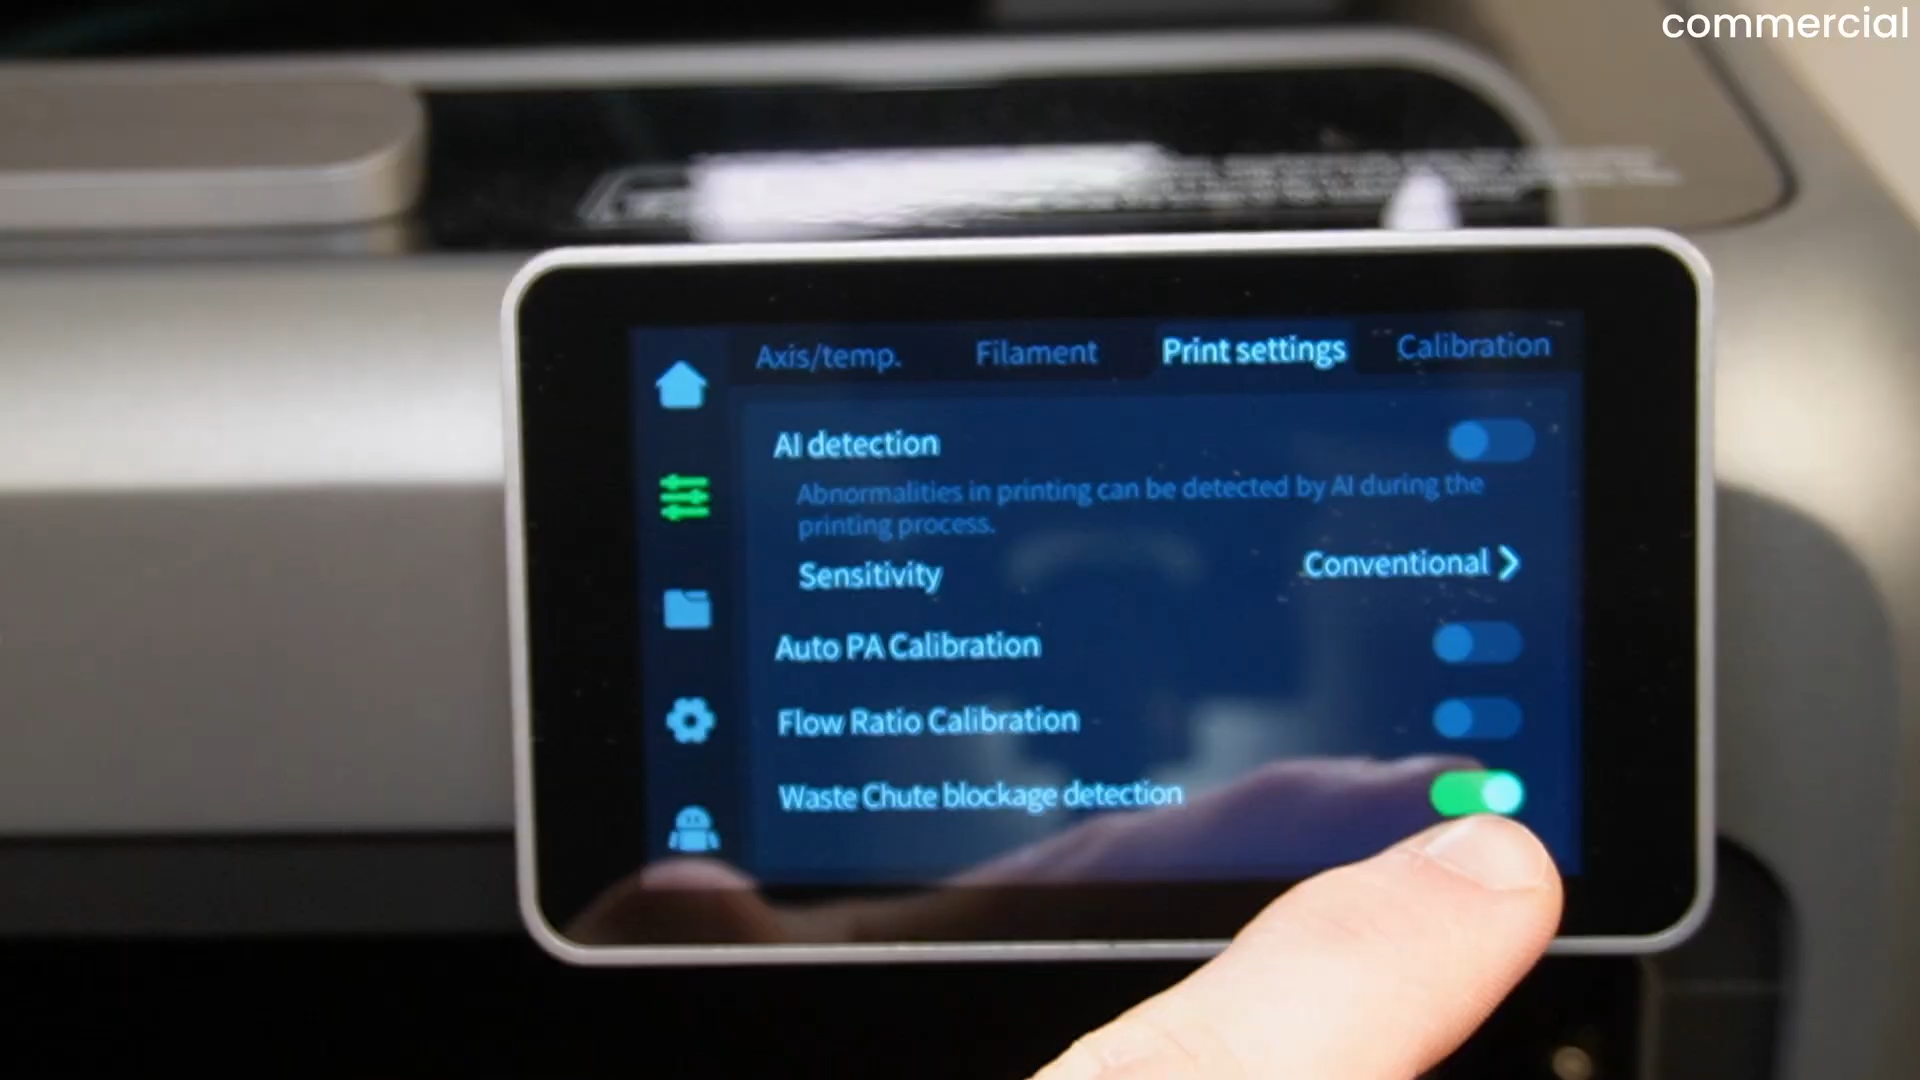 commercial
Axis/temp. Filament Print settings Calibration
AI detection
Abnormalities in printing can be detected by AI during the
printing process.
Sensitivity Conventional
Auto PA Calibration
Flow Ratio Calibration
Waste Chute blockage detection